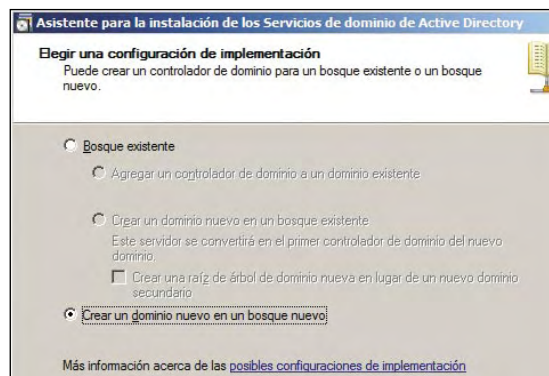 Asistente para la instalación de los Servicios de dominio de Active Directory
Elegir una configuración de implementación
Puede crear un controlador de dominio para un bosque existente o un bosque
nuevo.
Bosque existente
Agregar un controlador de dominio a un dominio existente
Crear un dominio nuevo en un bosque existente
Este servidor se convertirá en el primer controlador de dominio del nuevo
dominio.
Crear una raíz de árbol de dominio nueva en lugar de un nuevo dominio
secundario
Crear un dominio nuevo en un bosque nuevo
Más información acerca de las posibles configuraciones de implementación